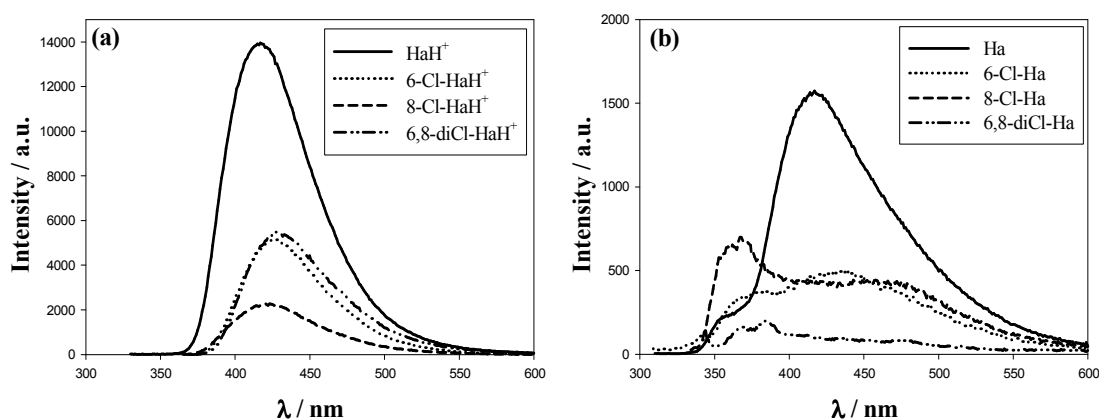 (a)
HaH⁺
6-Cl-HaH⁺
8-Cl-HaH⁺
6,8-diCl-HaH⁺
Intensity / a.u.
14000
12000
10000
8000
6000
4000
2000
0
300 350 400 450 500 550 600
λ / nm
(b)
Ha
6-Cl-Ha
8-Cl-Ha
6,8-diCl-Ha
Intensity / a.u.
2000
1500
1000
500
0
300 350 400 450 500 550 600
λ / nm